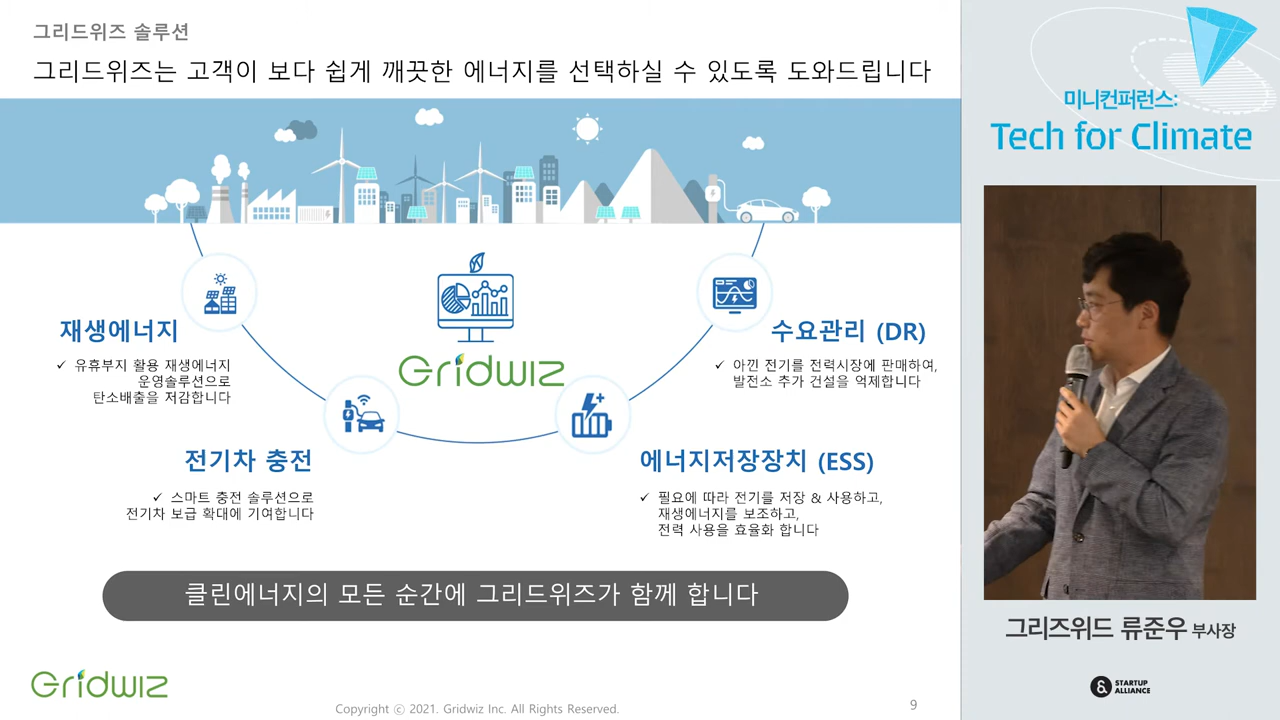 그리드위즈 솔루션
그리드위즈는 고객이 보다 쉽게 깨끗한 에너지를 선택하실 수 있도록 도와드립니다
재생에너지
✓ 유휴부지 활용 재생에너지
운영솔루션으로
탄소배출을 저감합니다
전기차 충전
✓ 스마트 충전 솔루션으로
전기차 보급 확대에 기여합니다
Gridwiz
수요관리 (DR)
✓ 아낀 전기를 전력시장에 판매하여,
발전소 추가 건설을 억제합니다
에너지저장장치 (ESS)
✓ 필요에 따라 전기를 저장 & 사용하고,
재생에너지를 보조하고,
전력 사용을 효율화 합니다
클린에너지의 모든 순간에 그리드위즈가 함께 합니다
Gridwiz
Copyright ⓒ 2021. Gridwiz Inc. All Rights Reserved.
9
미니컨퍼런스:
Tech for Climate
그리즈위드 류준우 부사장
&
STARTUP
ALLIANCE